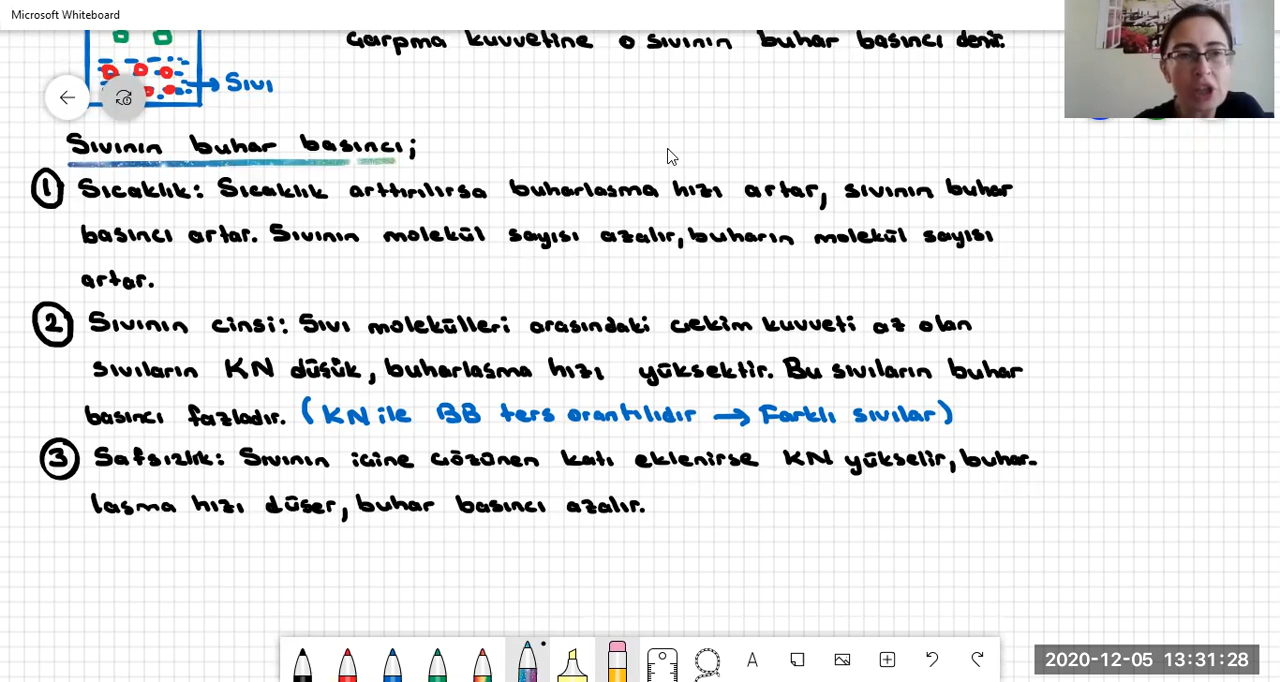 Microsoft Whiteboard
çarpma kuvvetine o sıvının buhar basıncı denir.
Sıvı
Sıvının buhar basıncı;
① Sıcaklık: Sıcaklık arttırılırsa buharlaşma hızı artar, sıvının buhar
basıncı artar. Sıvının molekül sayısı azalır, buharın molekül sayısı
artar.
② Sıvının cinsi: Sıvı molekülleri arasındaki çekim kuvveti az olan
sıvıların KN düşük, buharlaşma hızı yüksektir. Bu sıvıların buhar
basıncı fazladır. (KN ile BB ters orantılıdır → Farklı sıvılar)
③ Safsızlık: Sıvının içine çözünen katı eklenirse KN yükselir, buhar-
laşma hızı düşer, buhar basıncı azalır.
A
2020-12-05 13:31:28